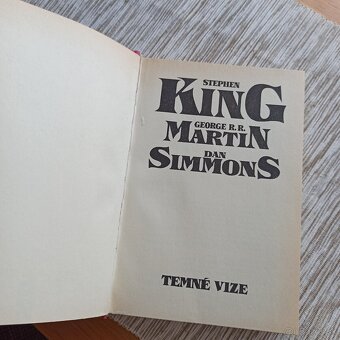 STEPHEN
KING
GEORGE R.R.
MARTIN
DAN
SIMMONS
TEMNÉ VIZE